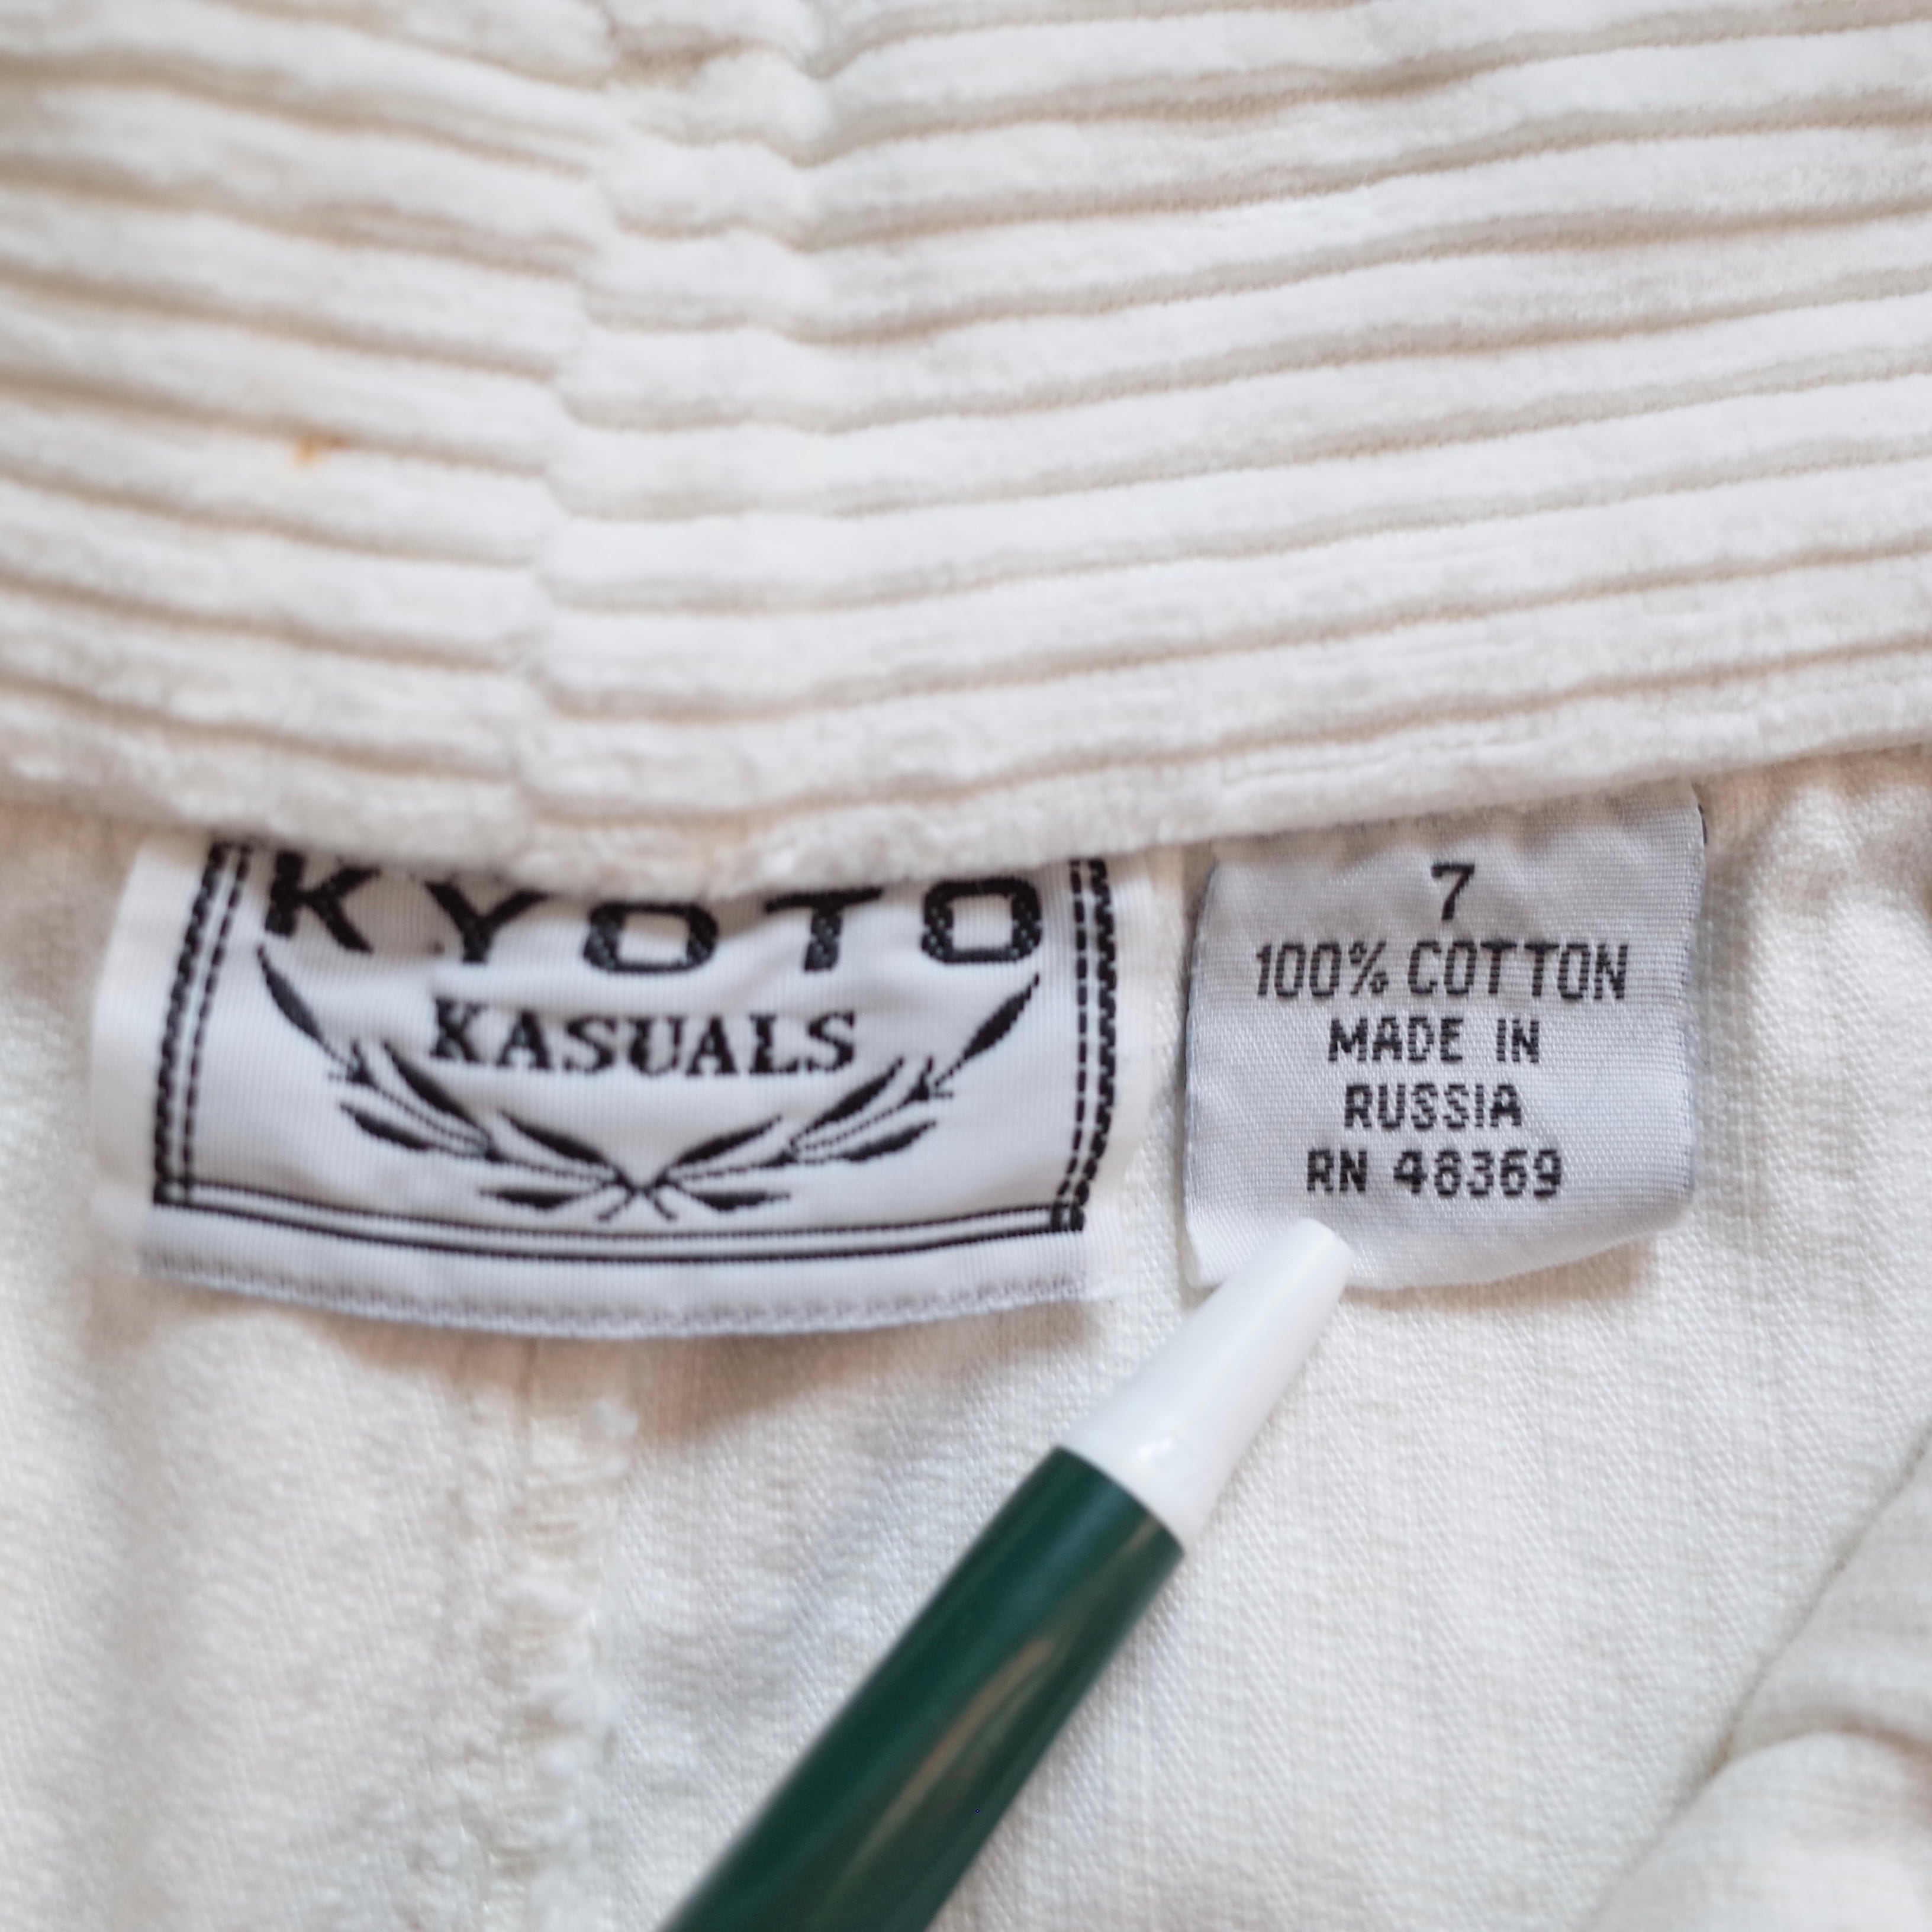 KYOTO
KASUALS
7
100% COTTON
MADE IN
RUSSIA
RN 48369